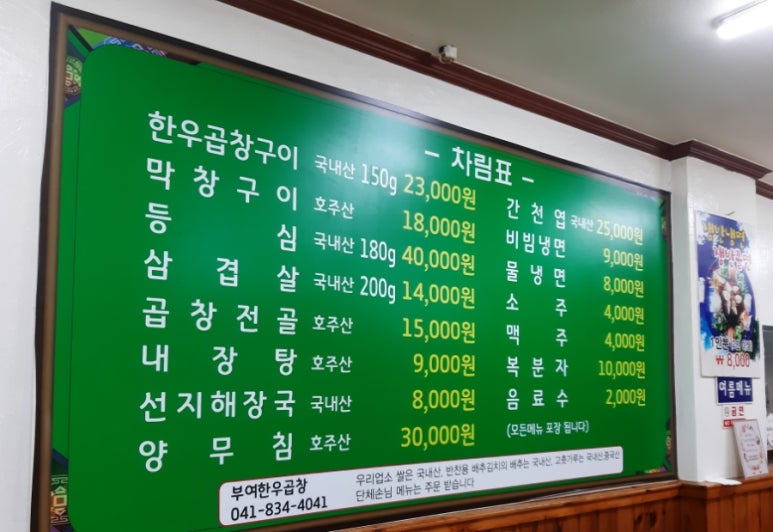 - 차림표 -
한우곱창구이 국내산 150g 23,000원
막창구이 호주산 18,000원
등심 국내산 180g 40,000원
삼겹살 국내산 200g 14,000원
곱창전골 호주산 15,000원
내장탕 호주산 9,000원
선지해장국 국내산 8,000원
양무침 호주산 30,000원
간천엽 국내산 25,000원
비빔냉면 9,000원
물냉면 8,000원
소주 4,000원
맥주 4,000원
복분자 10,000원
음료수 2,000원
(모든메뉴 포장 됩니다)
부여한우곱창
041-834-4041
우리업소 쌀은 국내산, 반찬용 배추김치의 배추는 국내산, 고춧가루는 국내산,중국산
단체손님 메뉴는 주문 받습니다
₩ 8,000
여름메뉴
금연